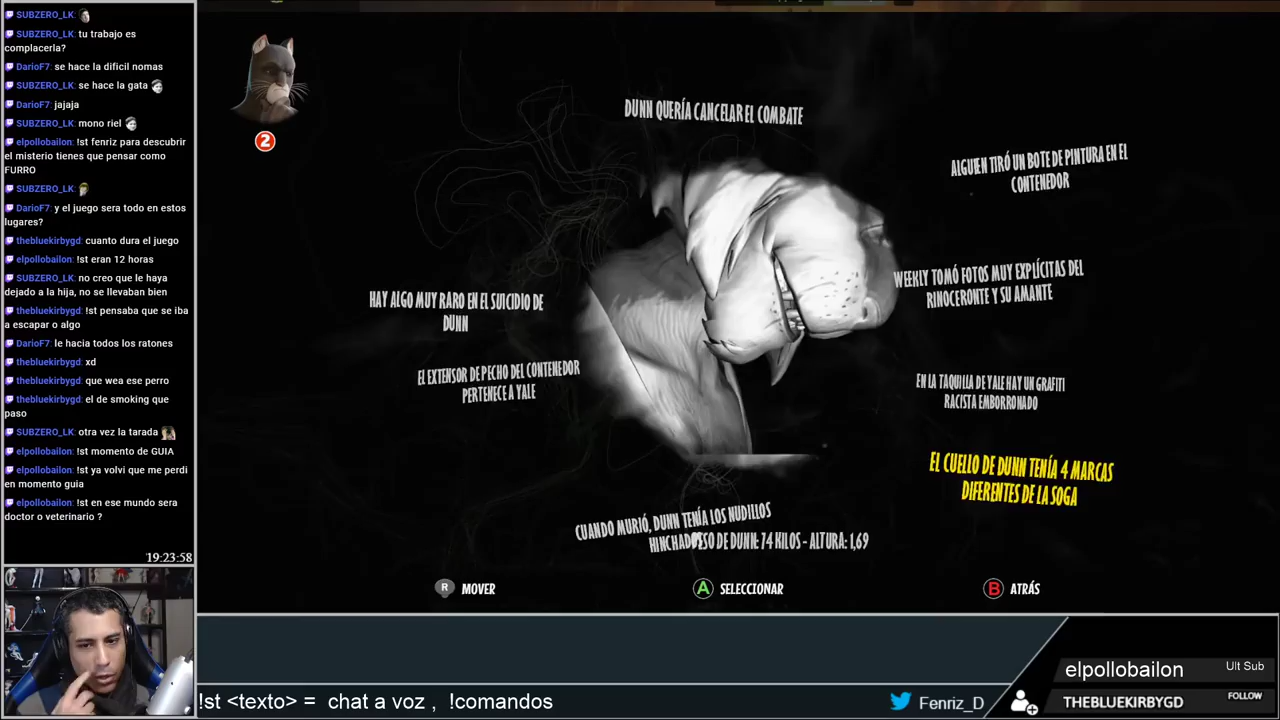 SUBZERO_LK:
SUBZERO_LK: tu trabajo es
complacerla?
DarioF7: se hace la dificil nomas
SUBZERO_LK: se hace la gata
DarioF7: jajaja
SUBZERO_LK: mono riel
elpollobailon: !st fenriz para descubrir
el misterio tienes que pensar como
FURRO
SUBZERO_LK:
DarioF7: y el juego sera todo en estos
lugares?
thebluekirbygd: cuanto dura el juego
elpollobailon: !st eran 12 horas
SUBZERO_LK: no creo que le haya
dejado a la hija, no se llevaban bien
thebluekirbygd: !st pensaba que se iba
a escapar o algo
DarioF7: le hacia todos los ratones
thebluekirbygd: xd
thebluekirbygd: que wea ese perro
thebluekirbygd: el de smoking que
paso
SUBZERO_LK: otra vez la tarada
elpollobailon: !st momento de GUIA
elpollobailon: !st ya volvi que me perdi
en momento guia
elpollobailon: !st en ese mundo sera
doctor o veterinario ?
19:23:58
2
DUNN QUERÍA CANCELAR EL COMBATE
ALGUIEN TIRÓ UN BOTE DE PINTURA EN EL
CONTENEDOR
WEEKLY TOMÓ FOTOS MUY EXPLÍCITAS DEL
RINOCERONTE Y SU AMANTE
HAY ALGO MUY RARO EN EL SUICIDIO DE
DUNN
EL EXTENSOR DE PECHO DEL CONTENEDOR
PERTENECE A YALE
EN LA TAQUILLA DE YALE HAY UN GRAFITI
RACISTA EMBORRONADO
EL CUELLO DE DUNN TENÍA 4 MARCAS
DIFERENTES DE LA SOGA
CUANDO MURIÓ, DUNN TENÍA LOS NUDILLOS
HINCHADOS
PESO DE DUNN: 74 KILOS - ALTURA: 1,69
R MOVER
A SELECCIONAR
B ATRÁS
!st <texto> = chat a voz , !comandos
Fenriz_D
elpollobailon Ult Sub
THEBLUEKIRBYGD FOLLOW